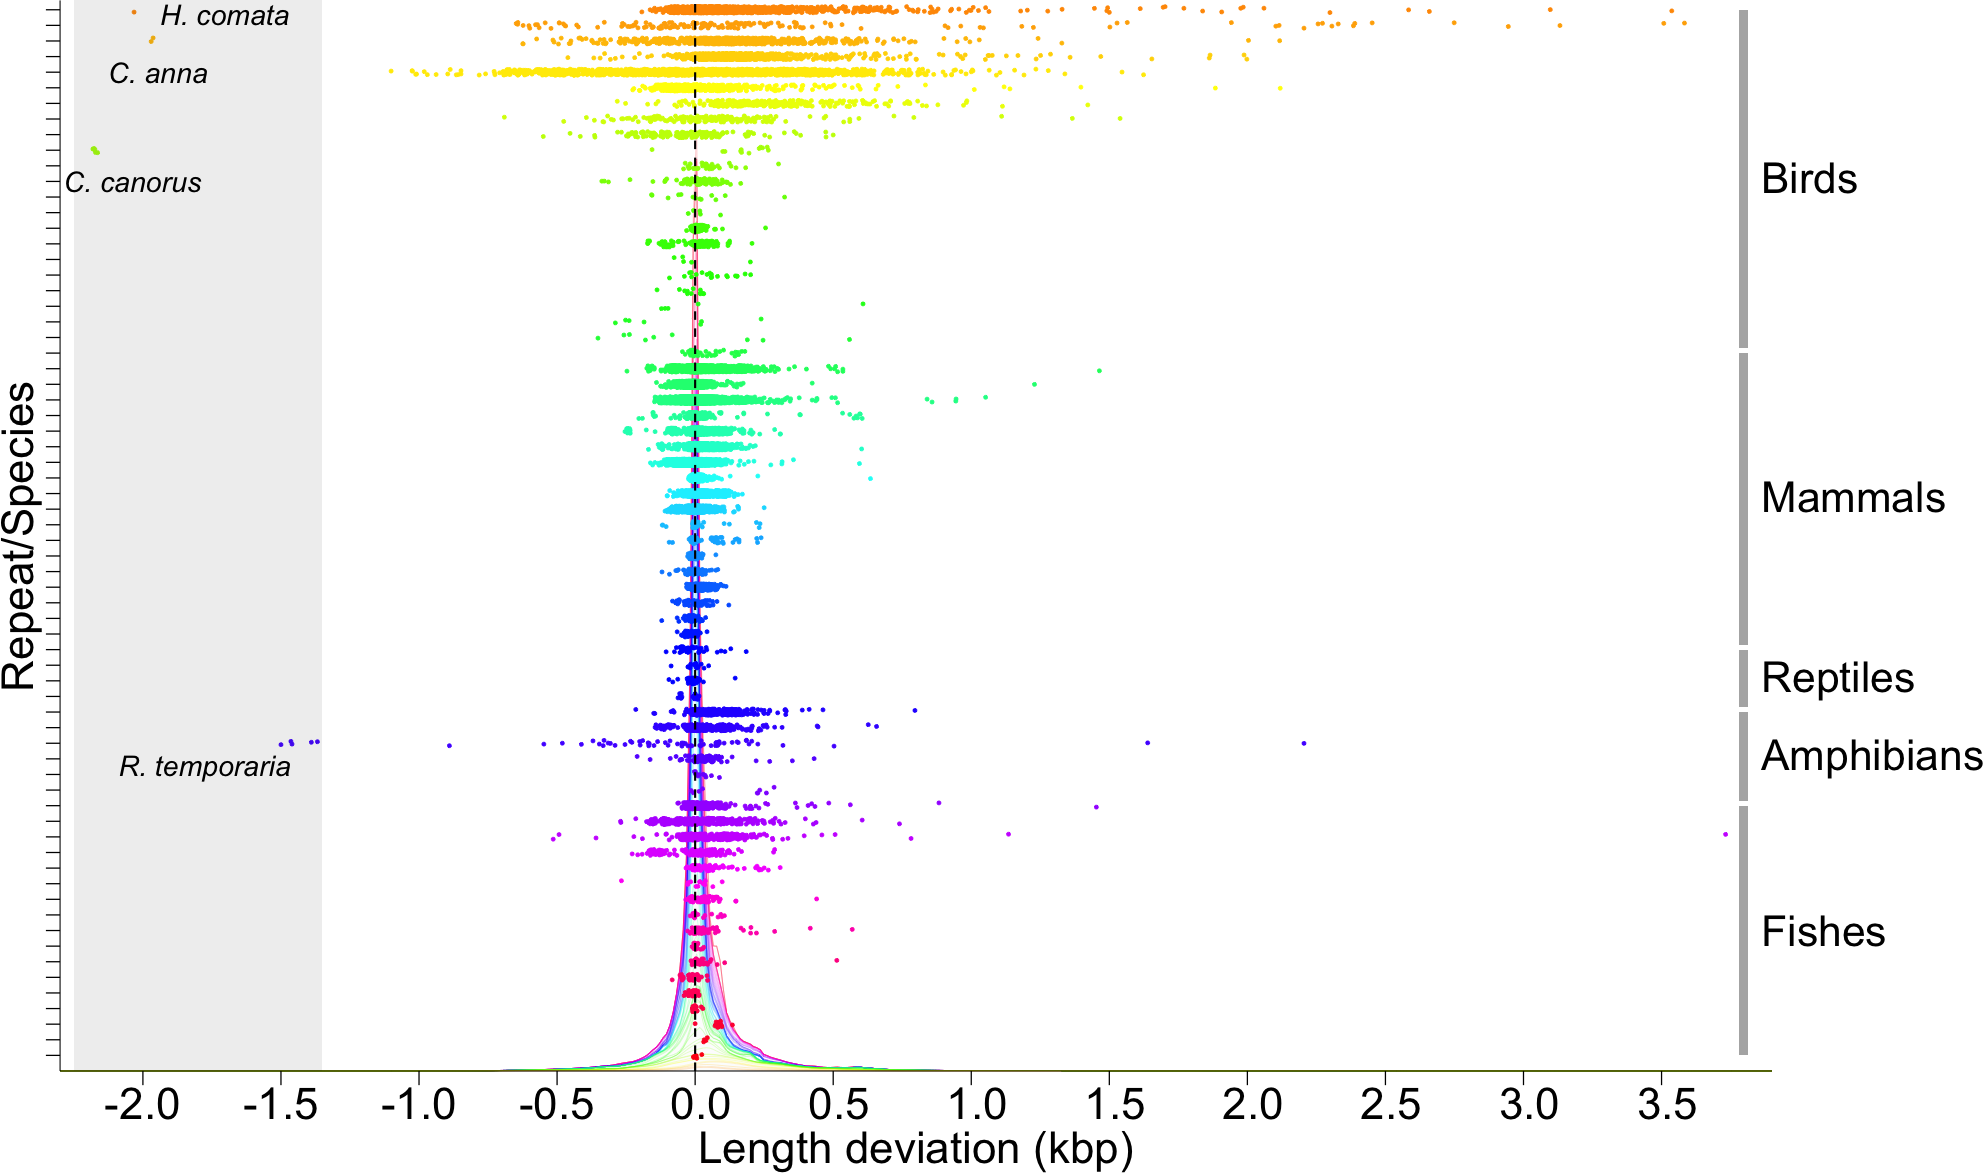 H. comata
C. anna
C. canorus
Birds
Repeat/Species
Mammals
Reptiles
R. temporaria
Amphibians
Fishes
-2.0 -1.5 -1.0 -0.5 0.0 0.5 1.0 1.5 2.0 2.5 3.0 3.5
Length deviation (kbp)